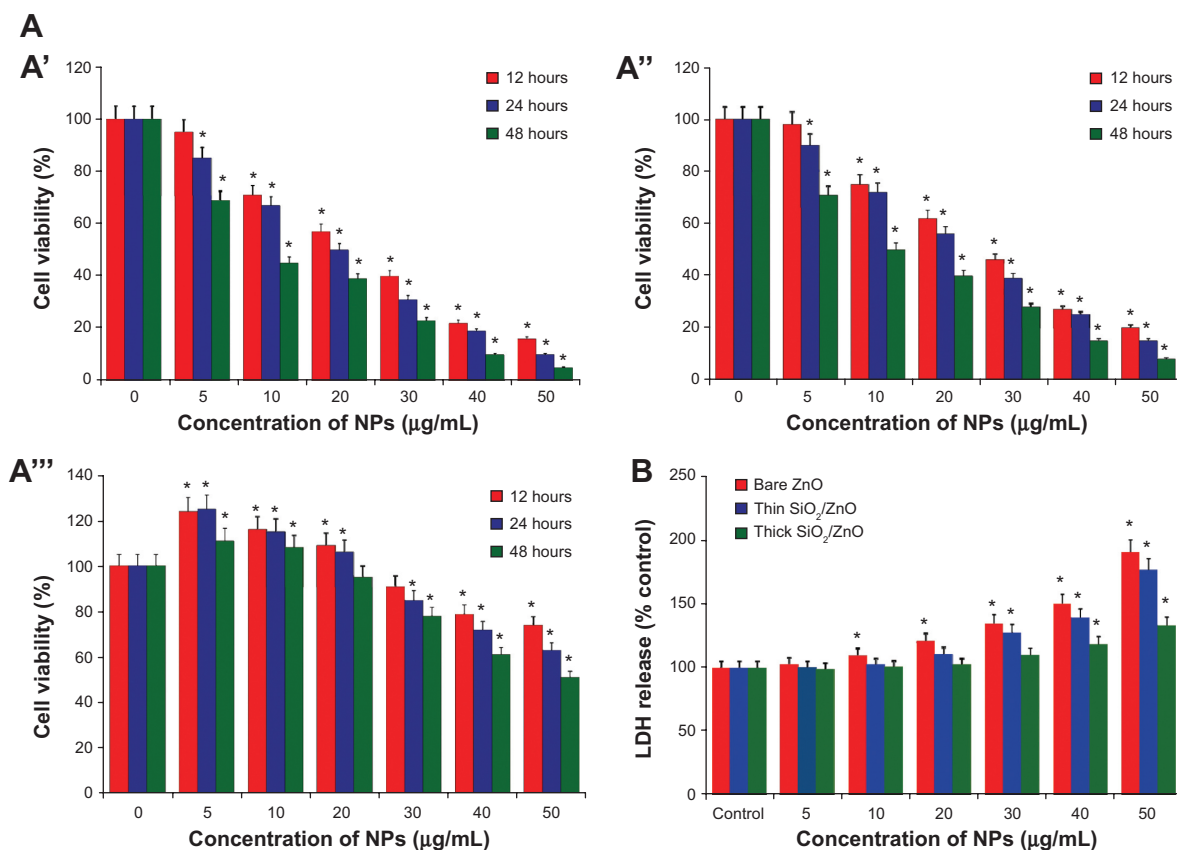 A
A’
120
100
80
60
40
20
0
Cell viability (%)
12 hours
24 hours
48 hours
* * * * * * * * * * * * * * * * *
0 5 10 20 30 40 50
Concentration of NPs (µg/mL)
A’’
120
100
80
60
40
20
0
Cell viability (%)
12 hours
24 hours
48 hours
* * * * * * * * * * * * * * * * *
0 5 10 20 30 40 50
Concentration of NPs (µg/mL)
A’’’
140
120
100
80
60
40
20
0
Cell viability (%)
12 hours
24 hours
48 hours
* * * * * * * * * * * * * * * *
0 5 10 20 30 40 50
Concentration of NPs (µg/mL)
B
250
200
150
100
50
0
LDH release (% control)
Bare ZnO
Thin SiO₂/ZnO
Thick SiO₂/ZnO
* * * * * * * * * *
Control 5 10 20 30 40 50
Concentration of NPs (µg/mL)